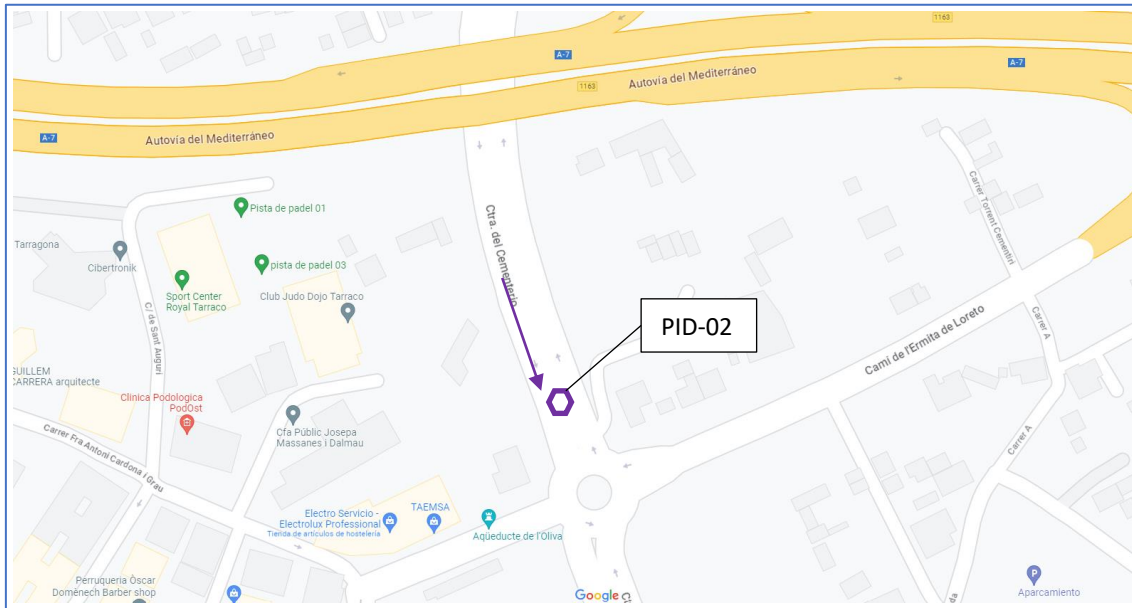 1163
A-7
A-7
1163
Autovía del Mediterráneo
A-7
Autovía del Mediterráneo
Pista de padel 01
Carrer Torrent Cementiri
Tarragona
Cibertronik
pista de padel 03
Ctra. del Cementerio
Sport Center
Royal Tarraco
Club Judo Dojo Tarraco
C/ de Sant Auguri
PID-02
Camí de l'Ermita de Loreto
Carrer A
GUILLEM
CARRERA arquitecte
Clinica Podologica
PodOst
Cfa Públic Josepa
Massanes i Dalmau
Carrer Fra Antoni Cardona i Grau
Carrer A
Electro Servicio -
Electrolux Professional
Tienda de artículos de hostelería
TAEMSA
Aqüeducte de l'Oliva
Perruqueria Òscar
Domènech Barber shop
Google
P
Aparcamiento